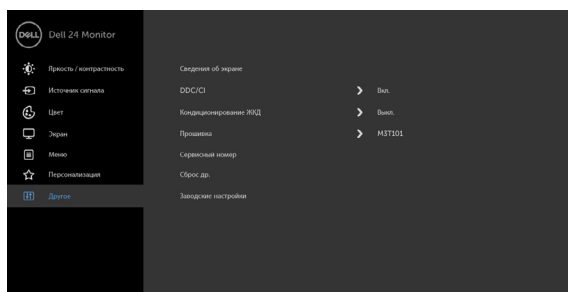 DELL
Dell 24 Monitor
Яркость / контрастность
Источник сигнала
Цвет
Экран
Меню
Персонализация
Другое
Сведения об экране
DDC/CI Вкл.
Кондиционирование ЖКД Выкл.
Прошивка M3T101
Сервисный номер
Сброс др.
Заводские настройки